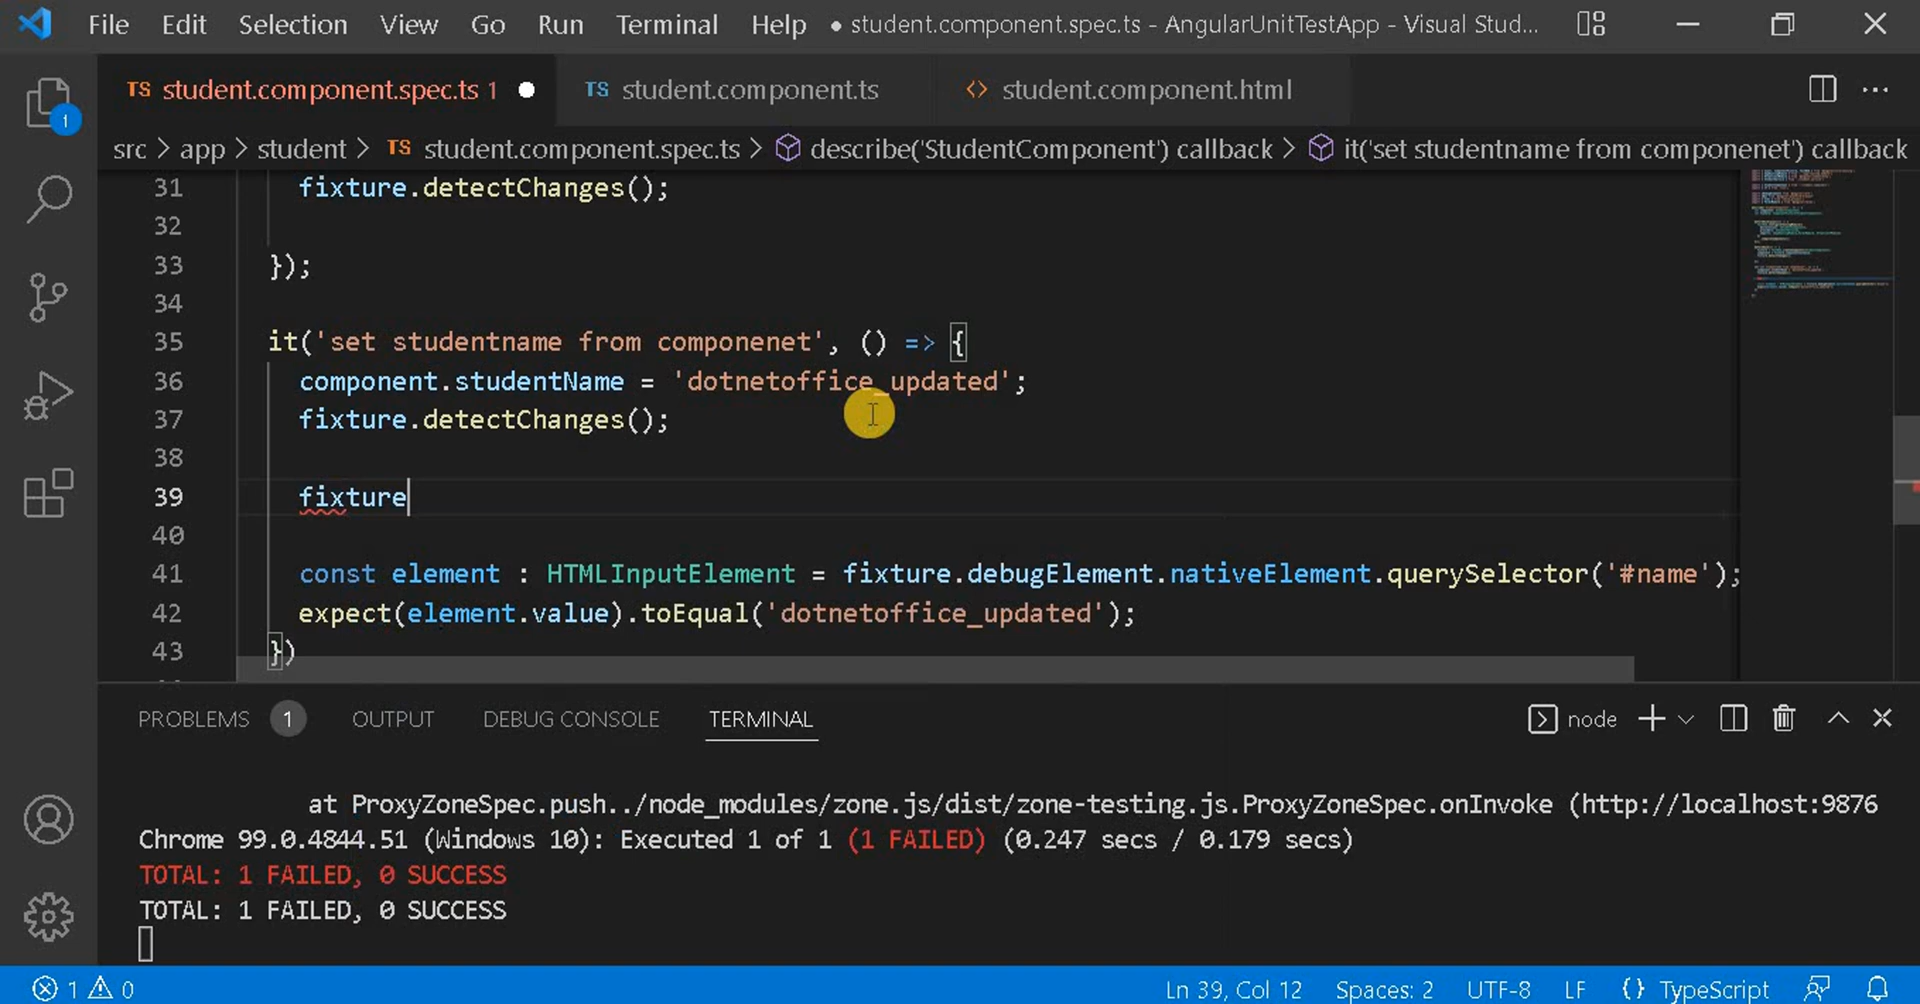 File Edit Selection View Go Run Terminal Help ● student.component.spec.ts - AngularUnitTestApp - Visual Stud...
TS student.component.spec.ts 1 ● TS student.component.ts <> student.component.html ...
1
src > app > student > TS student.component.spec.ts > describe('StudentComponent') callback > it('set studentname from componenet') callback
31 fixture.detectChanges();
32
33 });
34
35 it('set studentname from componenet', () => {
36 component.studentName = 'dotnetoffice_updated';
37 fixture.detectChanges();
38
39 fixture
40
41 const element : HTMLInputElement = fixture.debugElement.nativeElement.querySelector('#name');
42 expect(element.value).toEqual('dotnetoffice_updated');
43 })
PROBLEMS 1 OUTPUT DEBUG CONSOLE TERMINAL node
at ProxyZoneSpec.push../node_modules/zone.js/dist/zone-testing.js.ProxyZoneSpec.onInvoke (http://localhost:9876
Chrome 99.0.4844.51 (Windows 10): Executed 1 of 1 (1 FAILED) (0.247 secs / 0.179 secs)
TOTAL: 1 FAILED, 0 SUCCESS
TOTAL: 1 FAILED, 0 SUCCESS
1 0 Ln 39, Col 12 Spaces: 2 UTF-8 LF {} TypeScript